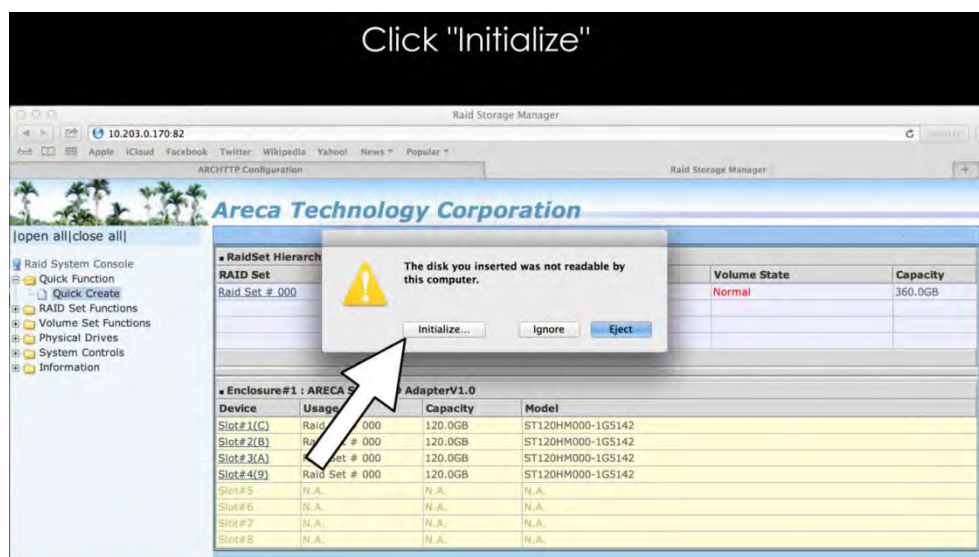 Click "Initialize"
Raid Storage Manager
10.203.0.170:82
Apple iCloud Facebook Twitter Wikipedia Yahoo! News Popular
ARCHTTP Configuration Raid Storage Manager
Areca Technology Corporation
|open all|close all|
Raid System Console
Quick Function
Quick Create
RAID Set Functions
Volume Set Functions
Physical Drives
System Controls
Information
RaidSet Hierarch
RAID Set Volume State Capacity
Raid Set # 000 Normal 360.0GB
The disk you inserted was not readable by
this computer.
Initialize... Ignore Eject
Enclosure#1 : ARECA S AdapterV1.0
Device Usage Capacity Model
Slot#1(C) Raid # 000 120.0GB ST120HM000-1G5142
Slot#2(B) # 000 120.0GB ST120HM000-1G5142
Slot#3(A) Set # 000 120.0GB ST120HM000-1G5142
Slot#4(9) Raid Set # 000 120.0GB ST120HM000-1G5142
Slot#5 N.A. N.A. N.A.
Slot#6 N.A. N.A. N.A.
Slot#7 N.A. N.A. N.A.
Slot#8 N.A. N.A. N.A.